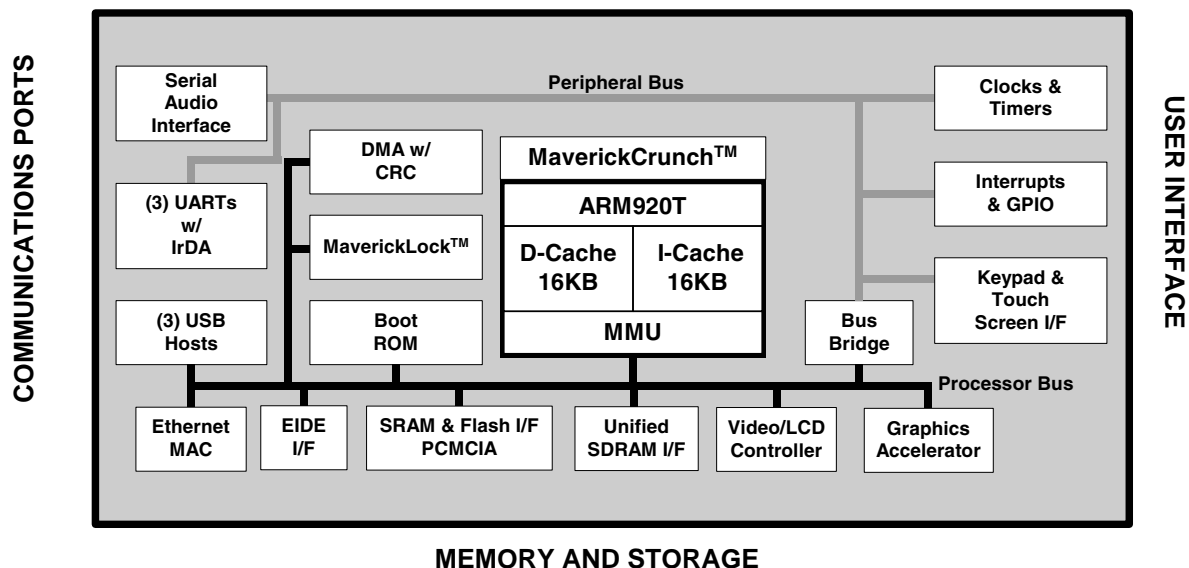 COMMUNICATIONS PORTS
Serial
Audio
Interface
Peripheral Bus
Clocks &
Timers
USER INTERFACE
DMA w/
CRC
MaverickCrunch™
(3) UARTs
w/
IrDA
MaverickLock™
ARM920T
D-Cache
16KB
I-Cache
16KB
MMU
Interrupts
& GPIO
Keypad &
Touch
Screen I/F
(3) USB
Hosts
Boot
ROM
Bus
Bridge
Processor Bus
Ethernet
MAC
EIDE
I/F
SRAM & Flash I/F
PCMCIA
Unified
SDRAM I/F
Video/LCD
Controller
Graphics
Accelerator
MEMORY AND STORAGE